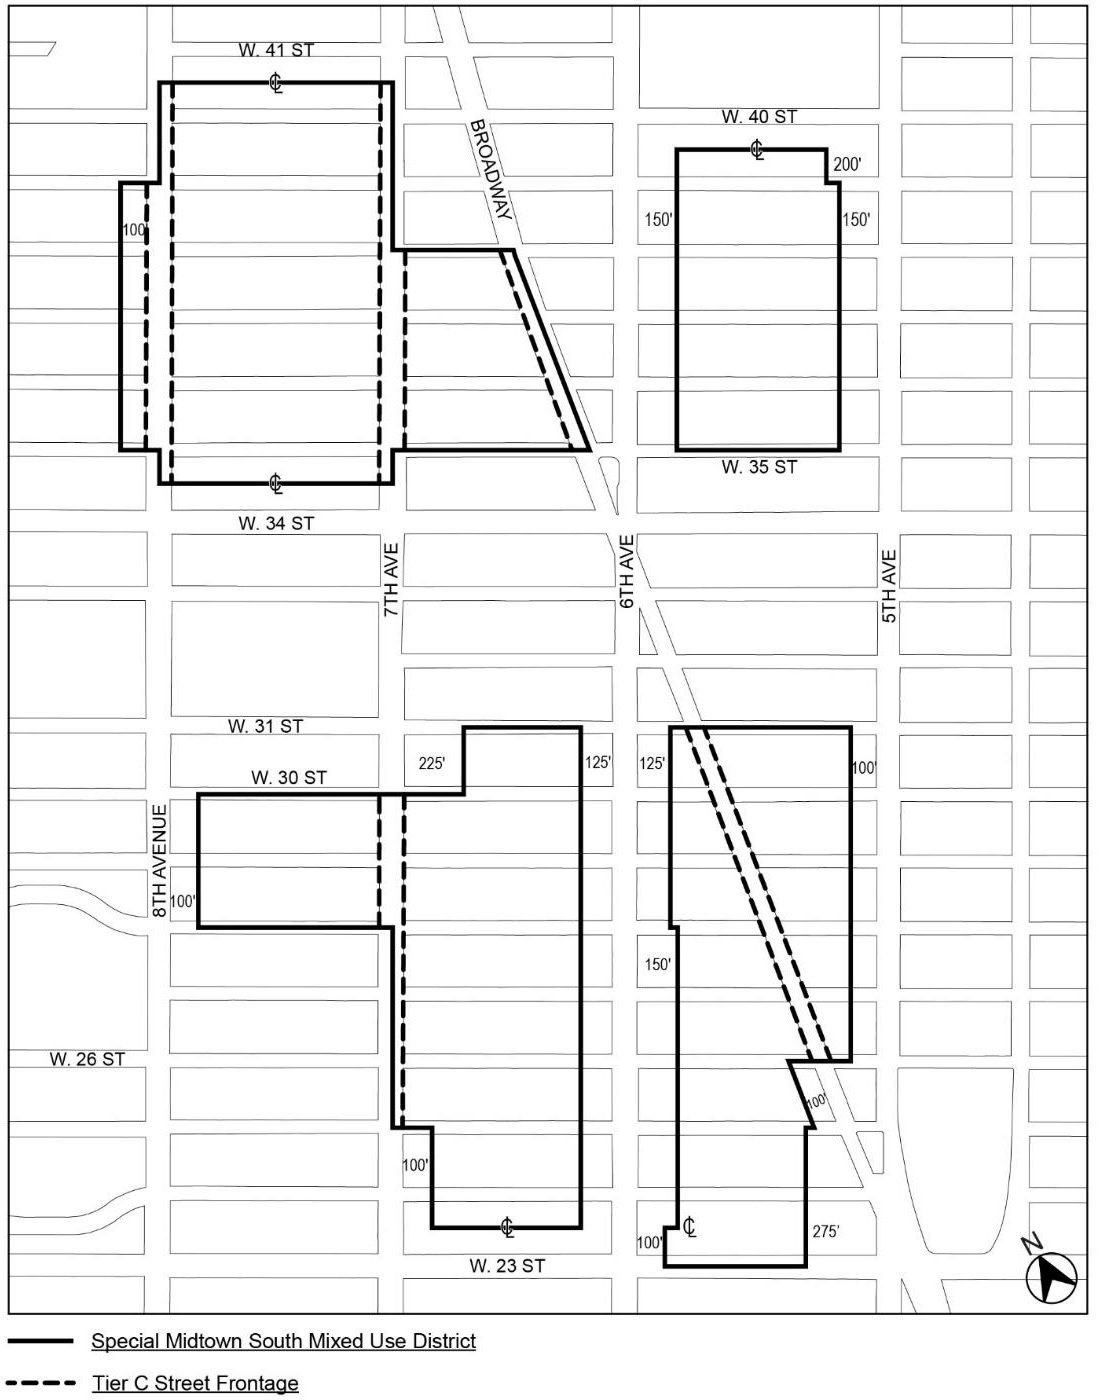 W. 41 ST
℄
BROADWAY
W. 40 ST
℄
200'
150'
150'
100'
℄
W. 35 ST
W. 34 ST
7TH AVE
6TH AVE
5TH AVE
W. 31 ST
W. 30 ST
225'
125'
125'
100'
8TH AVENUE
100'
150'
W. 26 ST
100'
100'
℄
℄
100'
275'
W. 23 ST
N
Special Midtown South Mixed Use District
Tier C Street Frontage